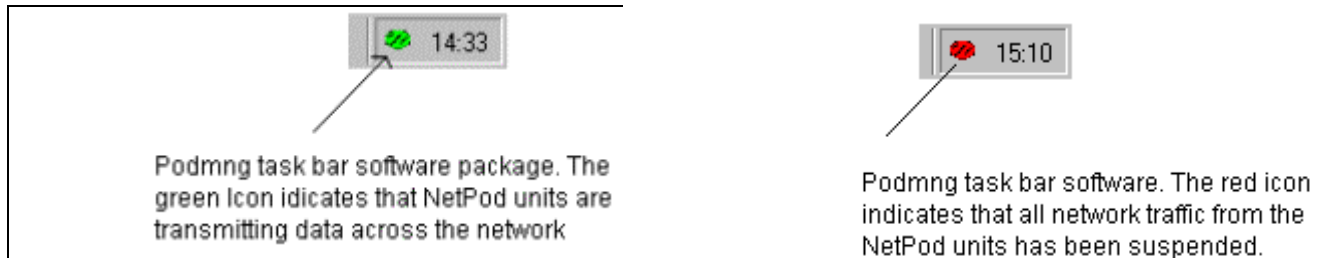 14:33
Podmng task bar software package. The
green Icon idicates that NetPod units are
transmitting data across the network
15:10
Podmng task bar software. The red icon
indicates that all network traffic from the
NetPod units has been suspended.